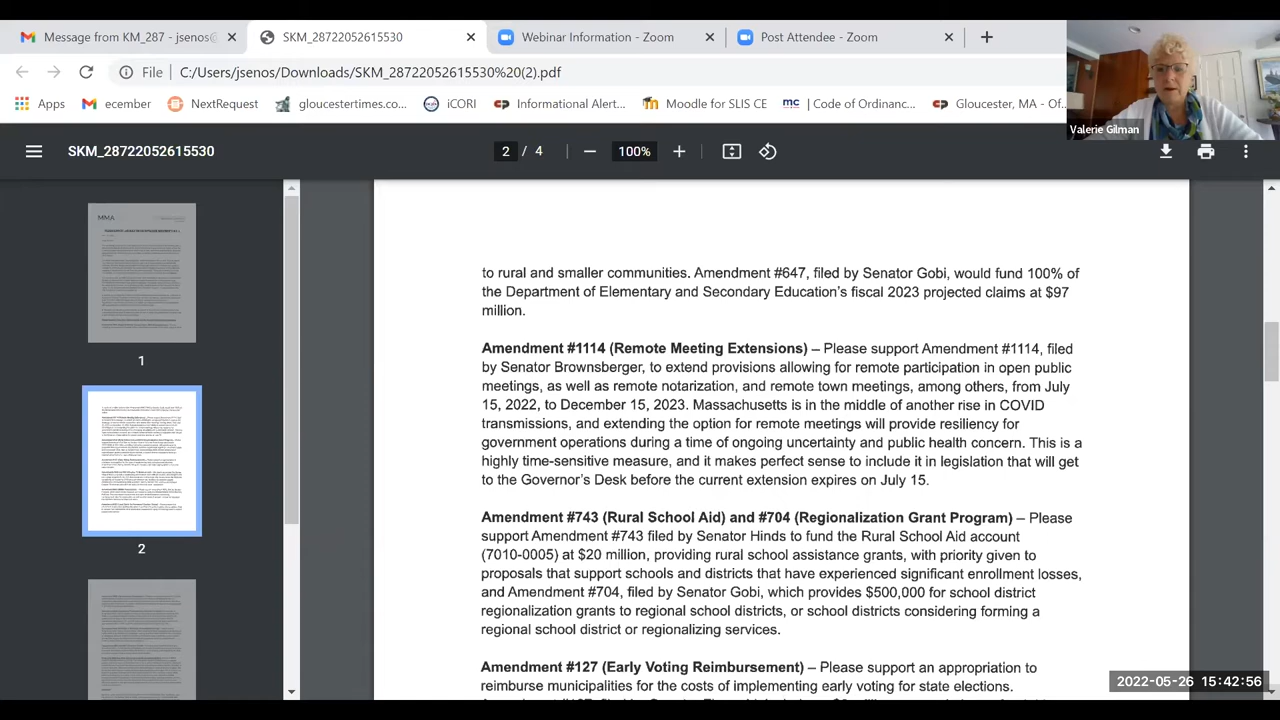 Message from KM_287 - jsenos@
SKM_28722052615530
Webinar Information - Zoom
Post Attendee - Zoom
File
C:/Users/jsenos/Downloads/SKM_28722052615530%20(2).pdf
Apps
ecember
NextRequest
gloucestertimes.co...
iCORI
Informational Alert...
Moodle for LIS CE
mc
| Code of Ordinanc...
Gloucester, MA - Of...
Valerie Gilman
SKM_28722052615530
2 / 4
100%
MMA
1
2
to rural and smaller communities. Amendment #647, filed by Senator Gobi, would fund 100% of
the Department of Elementary and Secondary Education's fiscal 2023 projected claims at $97
million.
Amendment #1114 (Remote Meeting Extensions) – Please support Amendment #1114, filed
by Senator Brownsberger, to extend provisions allowing for remote participation in open public
meetings, as well as remote notarization, and remote town meetings, among others, from July
15, 2022, to December 15, 2023. Massachusetts is in the midst of another rise in COVID
transmissions, and extending the option for remote meetings will provide resiliency for
government operations during a time of ongoing uncertainty and public health concern. This is a
highly time-sensitive measure, and it makes perfect sense to include it in legislation that will get
to the Governor's Desk before the current extension expires on July 15.
Amendment #743 (Rural School Aid) and #704 (Regionalization Grant Program) – Please
support Amendment #743 filed by Senator Hinds to fund the Rural School Aid account
(7010-0005) at $20 million, providing rural school assistance grants, with priority given to
proposals that support schools and districts that have experienced significant enrollment losses,
and Amendment #704, filed by Senator Gobi, which provides $500,000 for school district
regionalization grants to regional school districts, or school districts considering forming a
regional school district or regionalizing services.
Amendment #127 (Early Voting Reimbursement) – Please support an appropriation to
reimburse municipalities for the costs of implementing early voting for state elections.
2022-05-26 15:42:56